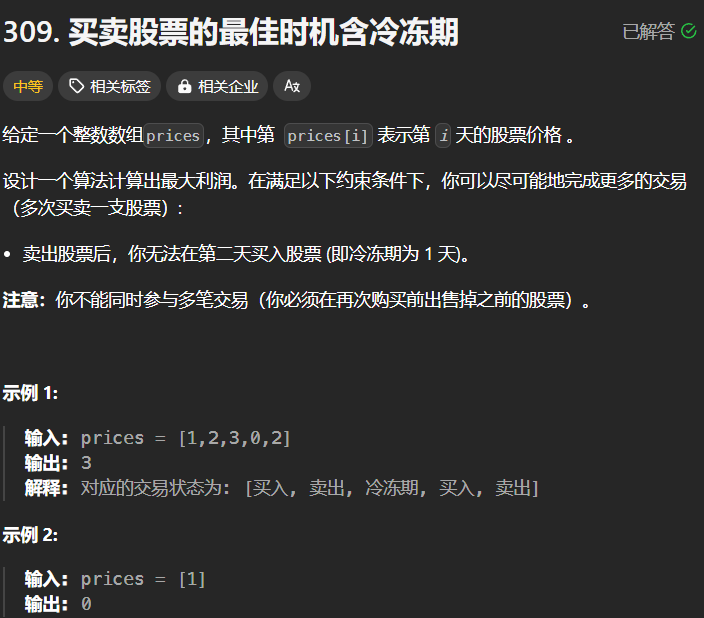 309. 买卖股票的最佳时机含冷冻期
已解答
中等 相关标签 相关企业 Aあ
给定一个整数数组prices，其中第 prices[i] 表示第 i 天的股票价格 。
设计一个算法计算出最大利润。在满足以下约束条件下，你可以尽可能地完成更多的交易
（多次买卖一支股票）:
• 卖出股票后，你无法在第二天买入股票 (即冷冻期为 1 天)。
注意：你不能同时参与多笔交易（你必须在再次购买前出售掉之前的股票）。
示例 1:
输入: prices = [1,2,3,0,2]
输出: 3
解释: 对应的交易状态为: [买入, 卖出, 冷冻期, 买入, 卖出]
示例 2:
输入: prices = [1]
输出: 0